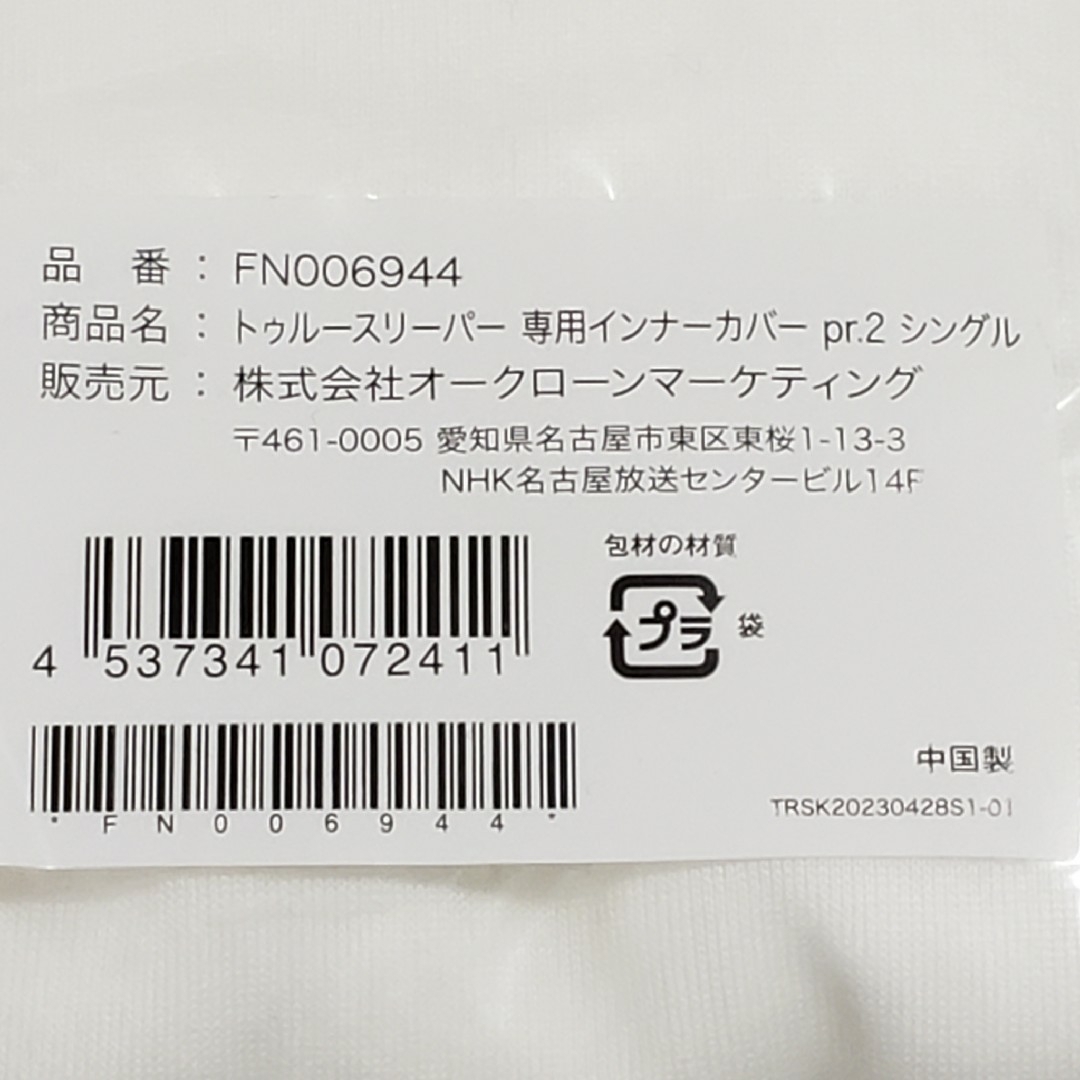 品　番：FN006944
商品名：トゥルースリーパー 専用インナーカバー pr.2 シングル
販売元：株式会社オークローンマーケティング
〒461-0005 愛知県名古屋市東区東桜1-13-3
NHK名古屋放送センタービル14F
包材の材質
プラ 袋
4 537341 072411
*FN006944*
中国製
TRSK20230428S1-01